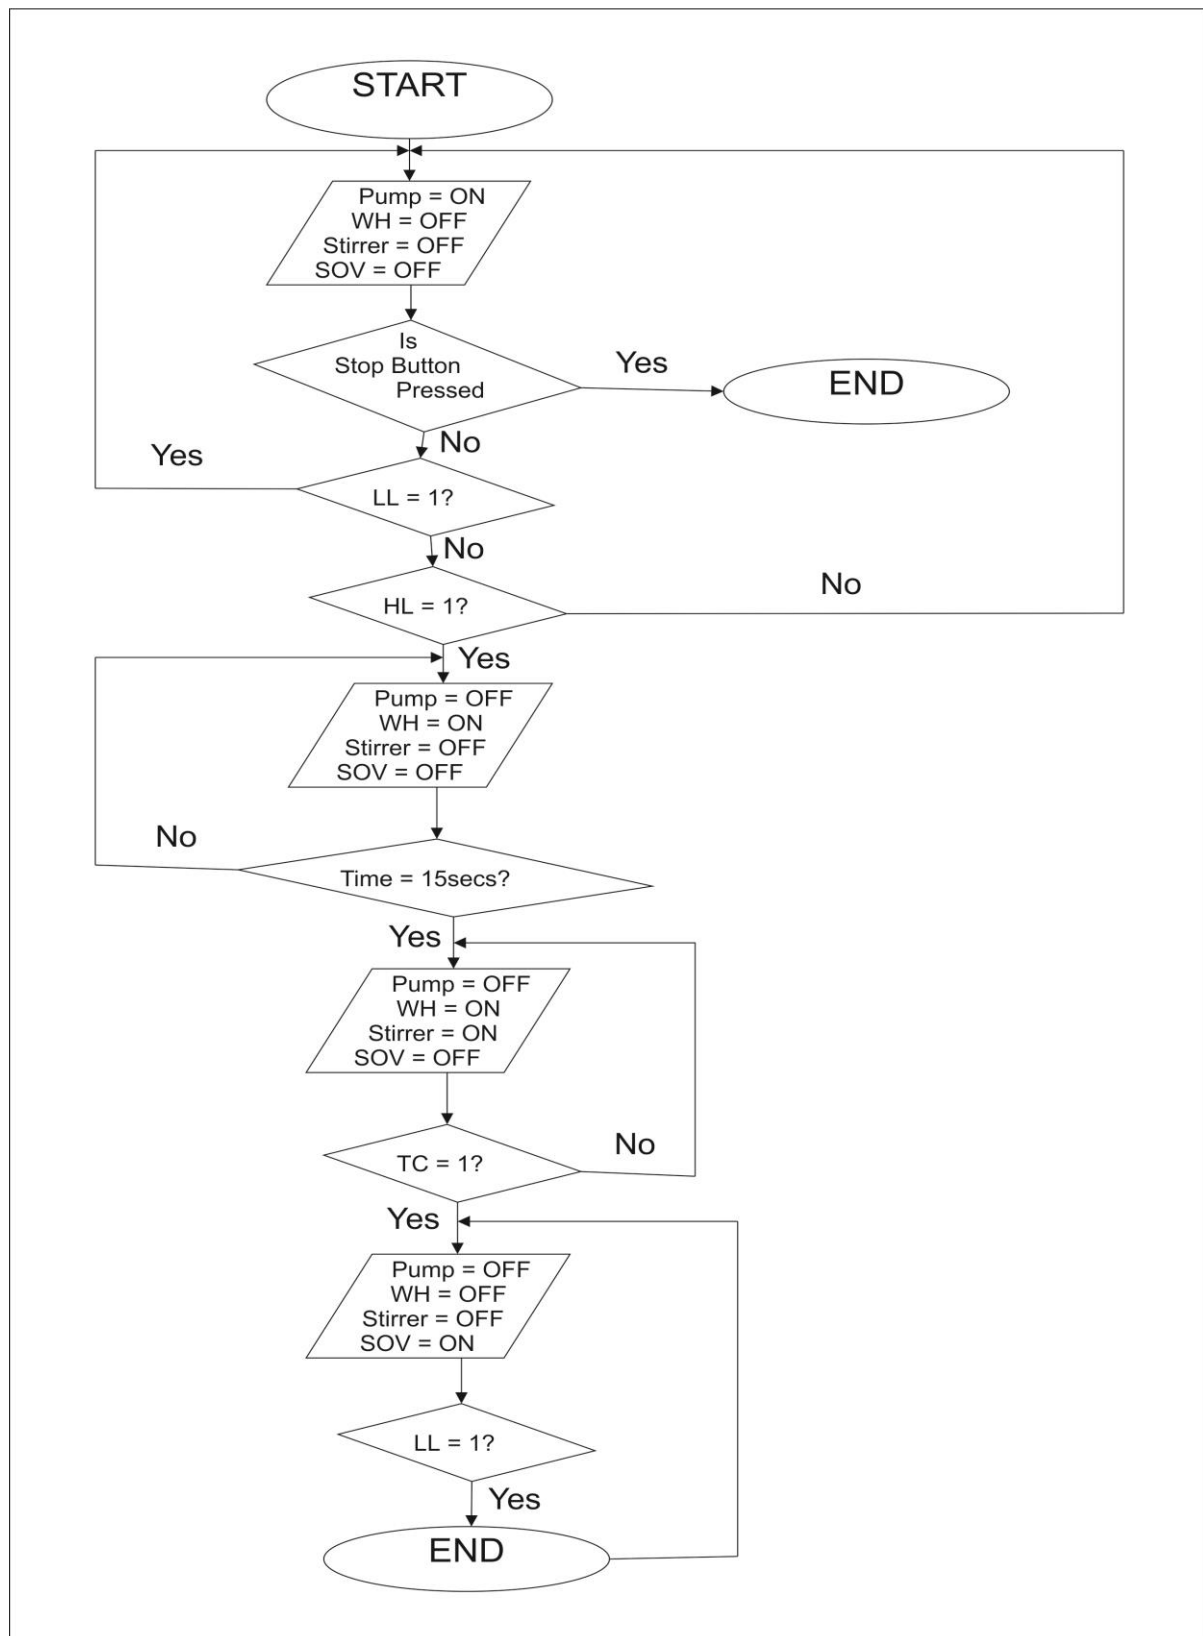 START
Pump = ON
WH = OFF
Stirrer = OFF
SOV = OFF
Is
Stop Button
Pressed
Yes
END
No
Yes
LL = 1?
No
HL = 1?
No
Yes
Pump = OFF
WH = ON
Stirrer = OFF
SOV = OFF
No
Time = 15secs?
Yes
Pump = OFF
WH = ON
Stirrer = ON
SOV = OFF
TC = 1?
No
Yes
Pump = OFF
WH = OFF
Stirrer = OFF
SOV = ON
LL = 1?
Yes
END